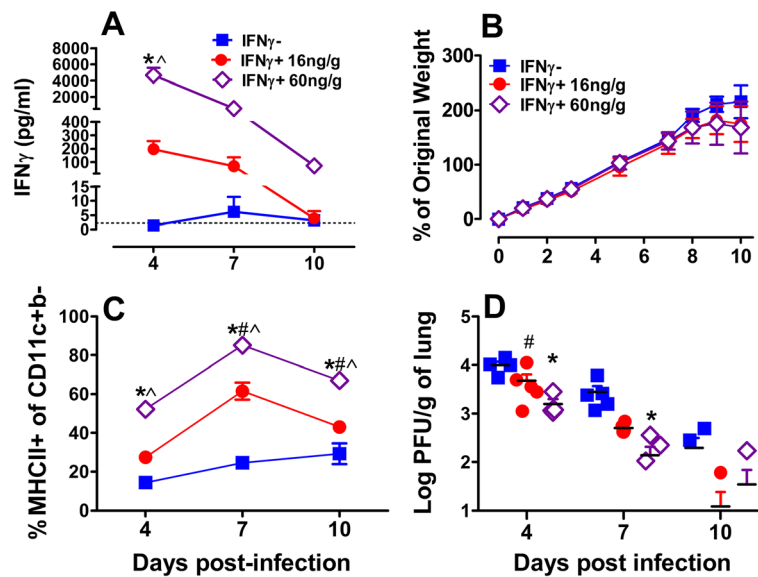 A
IFNγ-
IFNγ+ 16ng/g
IFNγ+ 60ng/g
*^
8000
6000
4000
2000
200
100
0
15
10
5
0
IFNγ (pg/ml)
4 7 10
B
IFNγ-
IFNγ+ 16ng/g
IFNγ+ 60ng/g
300
200
100
0
% of Original Weight
0 2 4 6 8 10
C
*^ *#^ *#^
100
80
60
40
20
0
% MHCII+ of CD11c+b-
4 7 10
Days post-infection
D
# * *
5
4
3
2
1
Log PFU/g of lung
4 7 10
Days post infection